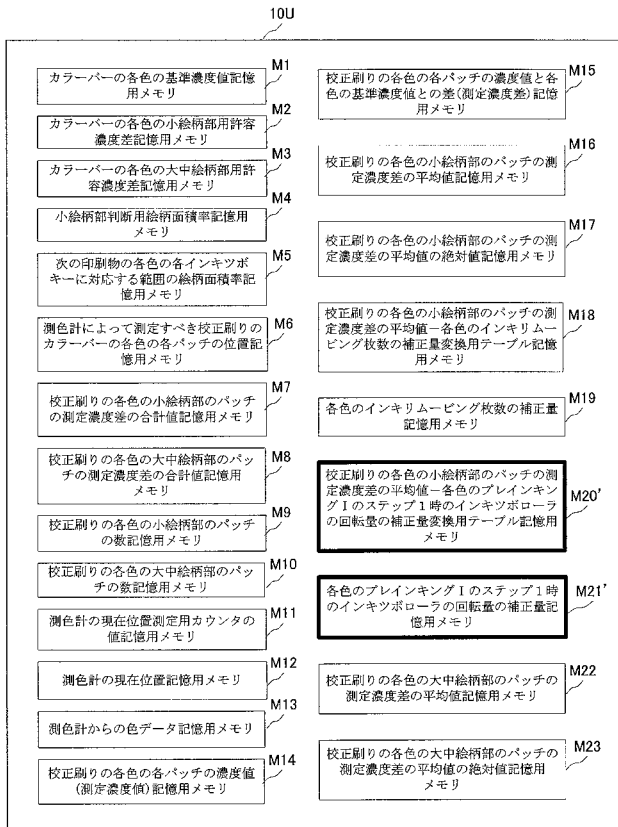 10U
M1
カラーバーの各色の基準濃度値記憶
用メモリ
M2
カラーバーの各色の小絵柄部用許容
濃度差記憶用メモリ
M3
カラーバーの各色の大中絵柄部用許
容濃度差記憶用メモリ
M4
小絵柄部判断用絵柄面積率記憶用
メモリ
M5
次の印刷物の各色の各インキツボ
キーに対応する範囲の絵柄面積率記
憶用メモリ
M6
測色計によって測定すべき校正刷りの
カラーバーの各色の各パッチの位置記
憶用メモリ
M7
校正刷りの各色の小絵柄部のパッチ
の測定濃度差の合計値記憶用メモリ
M8
校正刷りの各色の大中絵柄部のパッ
チの測定濃度差の合計値記憶用
メモリ
M9
校正刷りの各色の小絵柄部のパッチ
の数記憶用メモリ
M10
校正刷りの各色の大中絵柄部のパッ
チの数記憶用メモリ
M11
測色計の現在位置測定用カウンタの
値記憶用メモリ
M12
測色計の現在位置記憶用メモリ
M13
測色計からの色データ記憶用メモリ
M14
校正刷りの各色の各パッチの濃度値
(測定濃度値)記憶用メモリ
M15
校正刷りの各色の各パッチの濃度値と各
色の基準濃度値との差(測定濃度差)記憶
用メモリ
M16
校正刷りの各色の小絵柄部のパッチの測
定濃度差の平均値記憶用メモリ
M17
校正刷りの各色の小絵柄部のパッチの測
定濃度差の平均値の絶対値記憶用メモリ
M18
校正刷りの各色の小絵柄部のパッチの測
定濃度差の平均値−各色のインキリムー
ビング枚数の補正量変換用テーブル記憶
用メモリ
M19
各色のインキリムービング枚数の補正量
記憶用メモリ
M20'
校正刷りの各色の小絵柄部のパッチの測
定濃度差の平均値−各色のプレインキン
グⅠのステップ1時のインキツボローラ
の回転量の補正量変換用テーブル記憶用
メモリ
M21'
各色のプレインキングⅠのステップ1時
のインキツボローラの回転量の補正量記
憶用メモリ
M22
校正刷りの各色の大中絵柄部のパッチの
測定濃度差の平均値記憶用メモリ
M23
校正刷りの各色の大中絵柄部のパッチの
測定濃度差の平均値の絶対値記憶用
メモリ